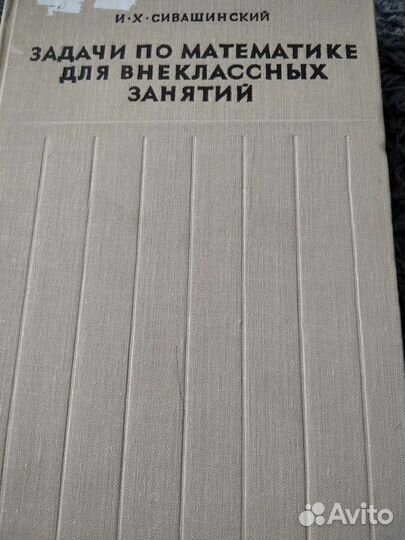 И·Х·СИВАШИНСКИЙ
ЗАДАЧИ ПО МАТЕМАТИКЕ
ДЛЯ ВНЕКЛАССНЫХ
ЗАНЯТИЙ
Avito